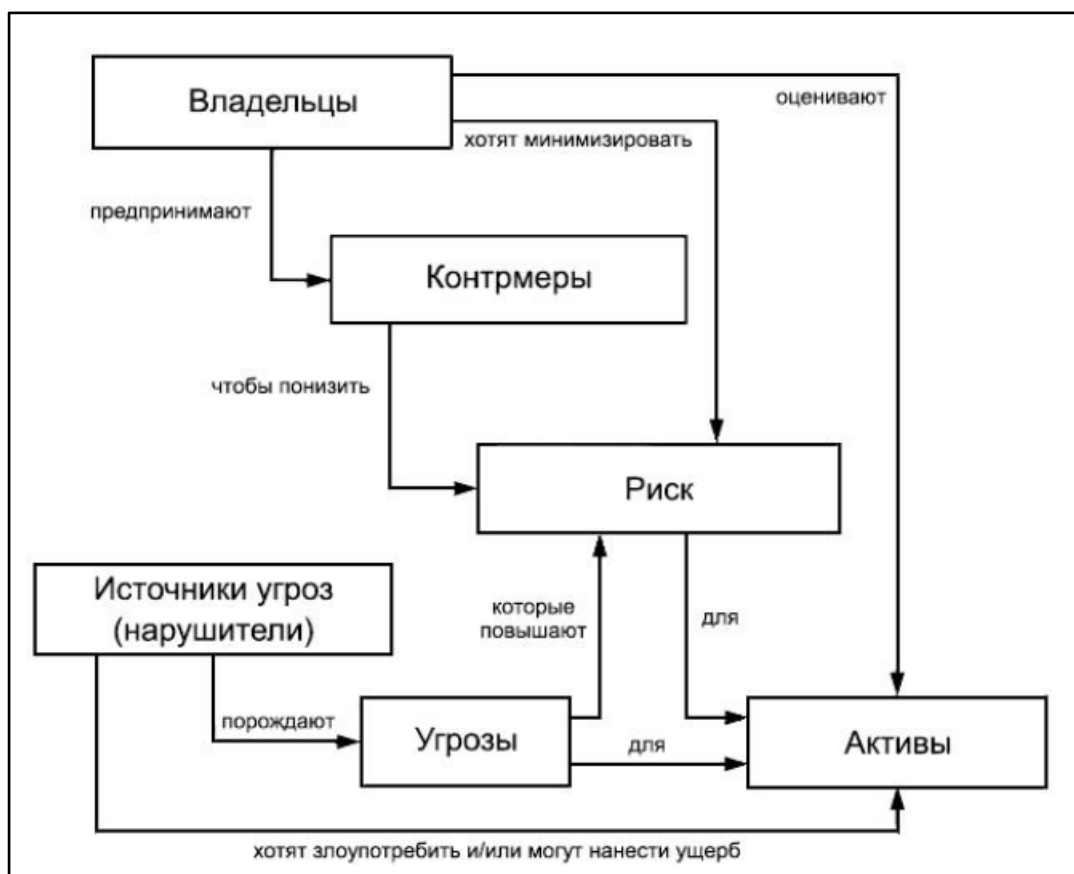 Владельцы
оценивают
хотят минимизировать
предпринимают
Контрмеры
чтобы понизить
Риск
Источники угроз
(нарушители)
которые
повышают
для
порождают
Угрозы
для
Активы
хотят злоупотребить и/или могут нанести ущерб